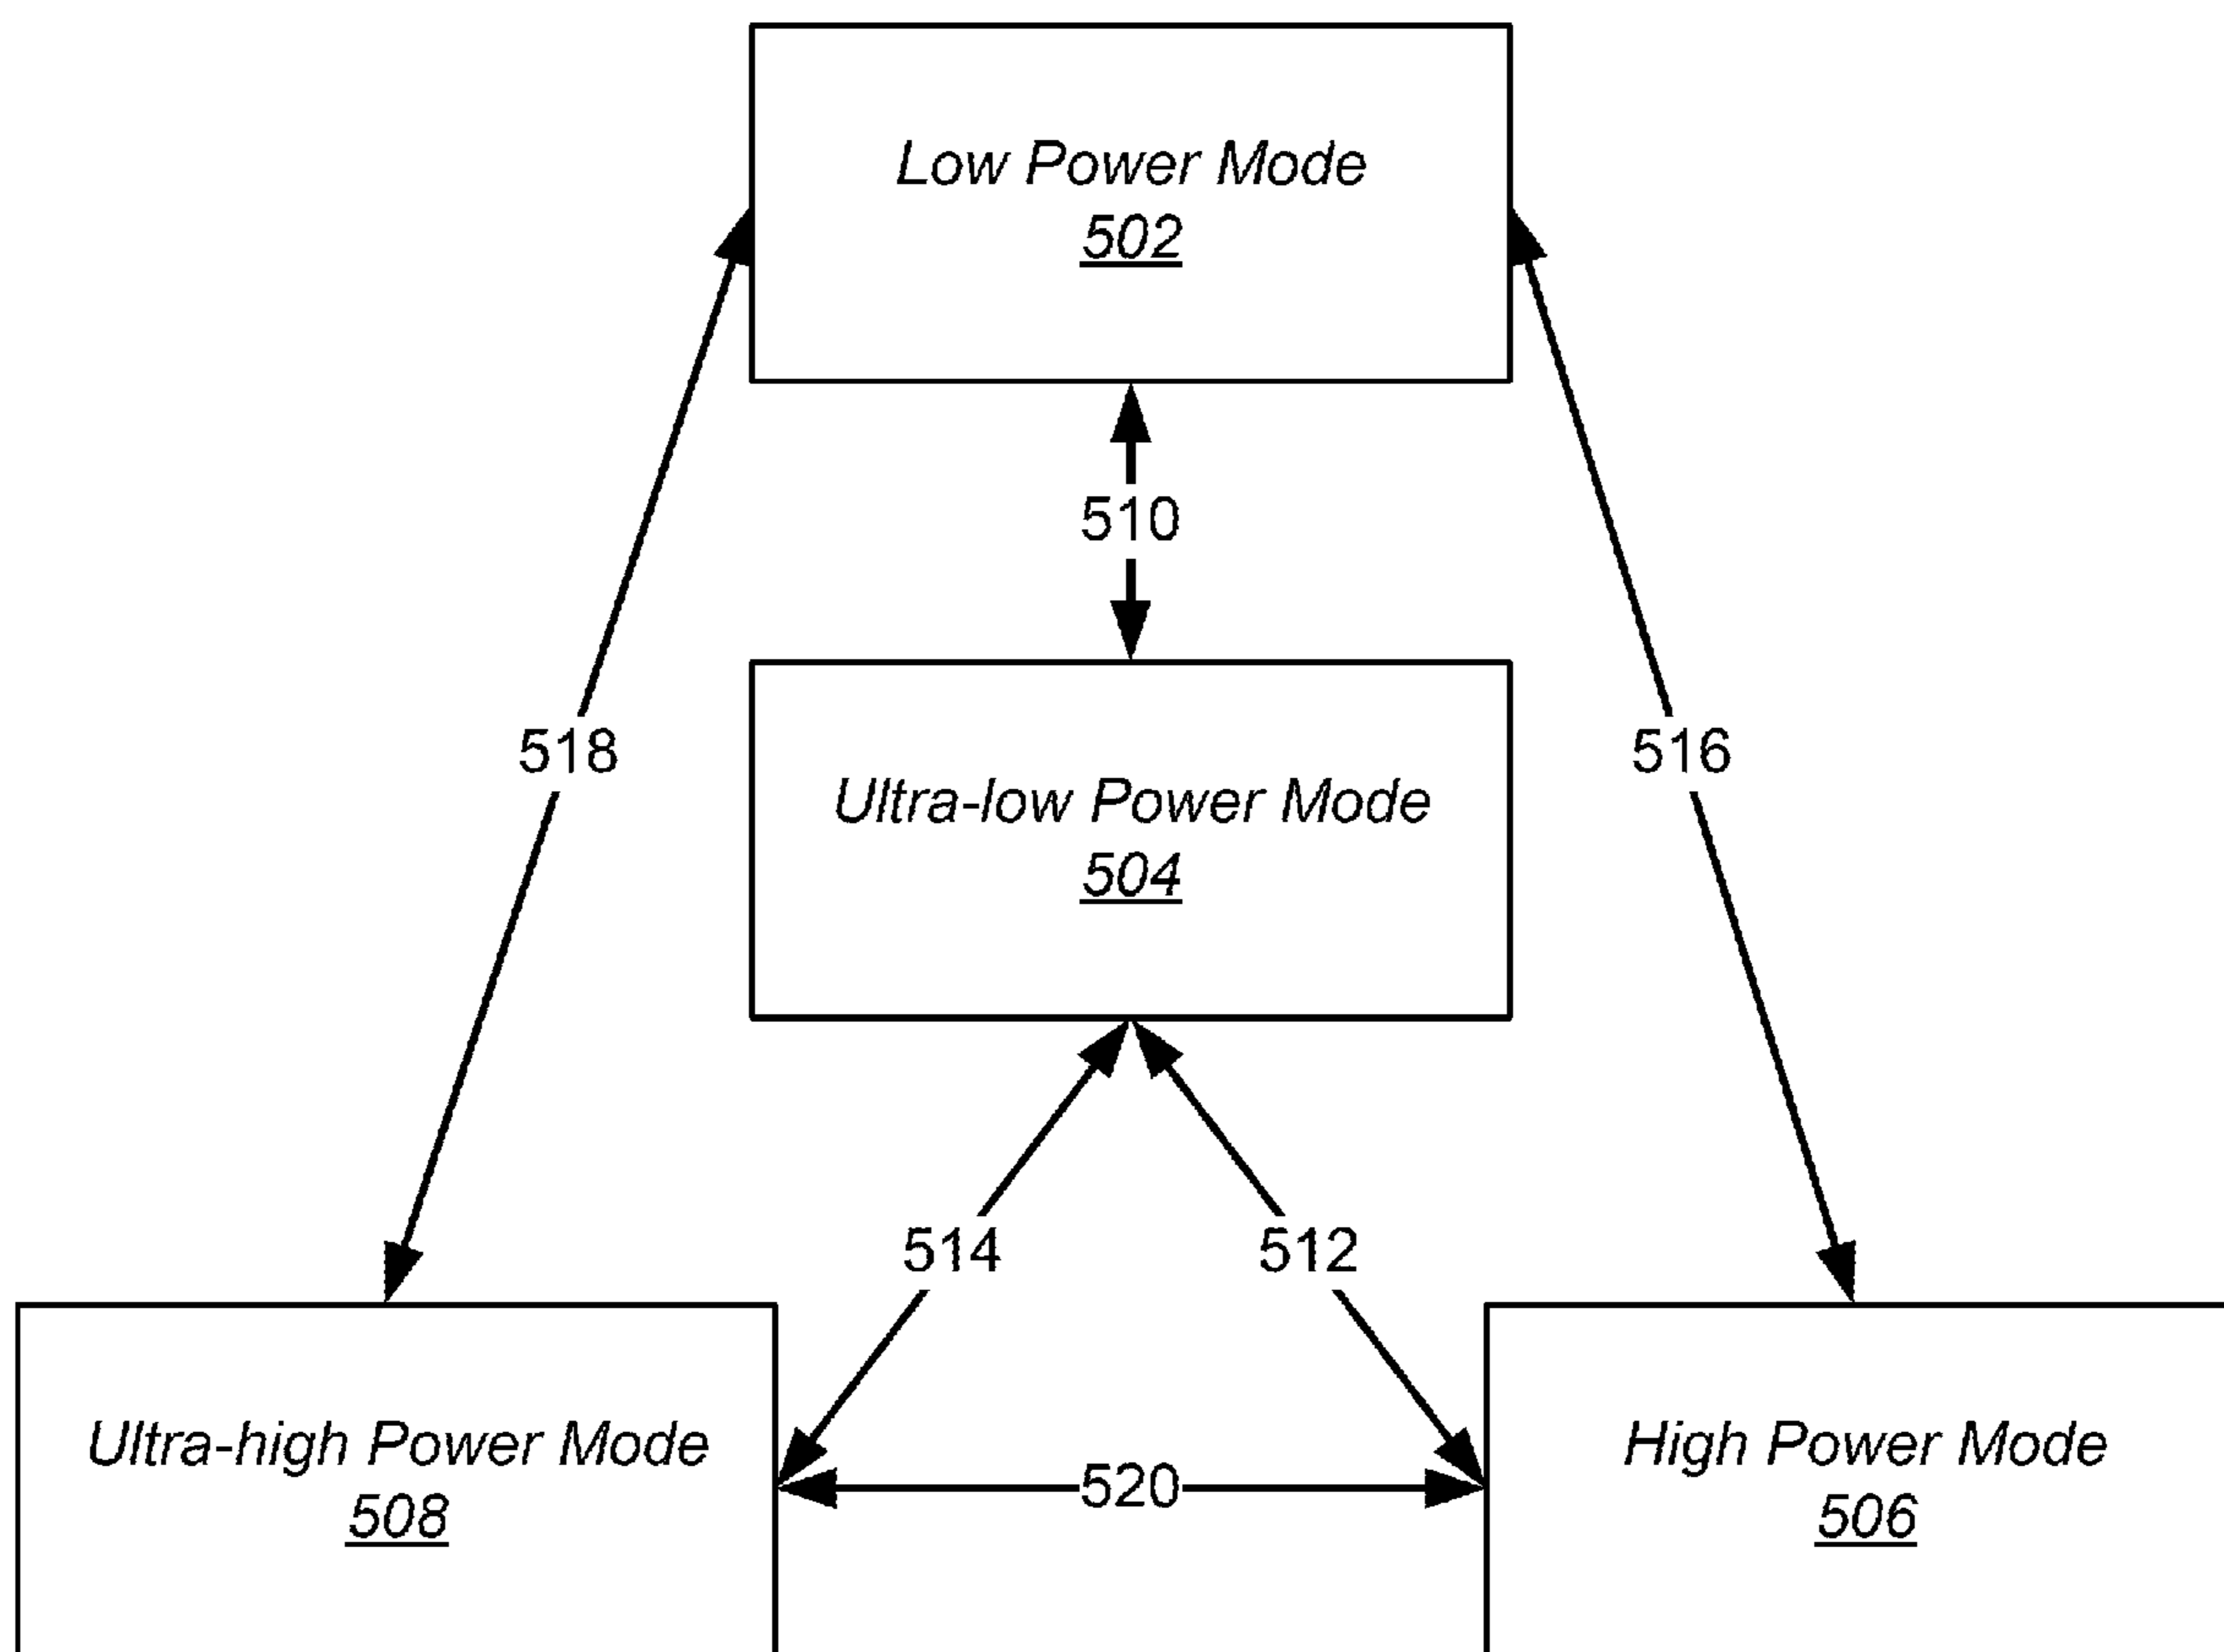 Low Power Mode
502
510
518
516
Ultra-low Power Mode
504
514
512
Ultra-high Power Mode
508
520
High Power Mode
506